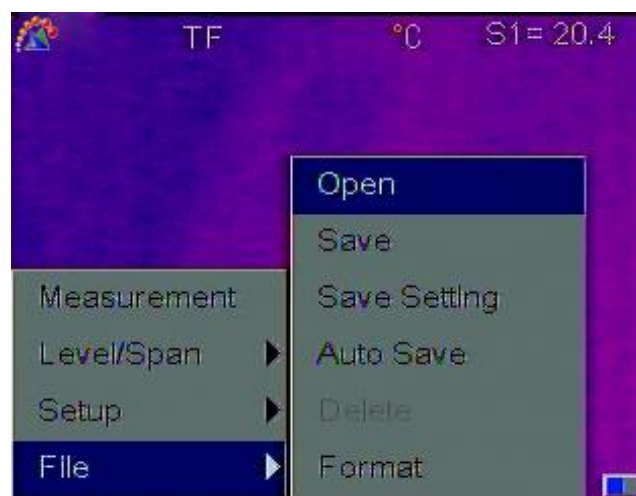 TF °C S1= 20.4
Open
Save
Save Setting
Auto Save
Delete
Format
Measurement
Level/Span
Setup
File